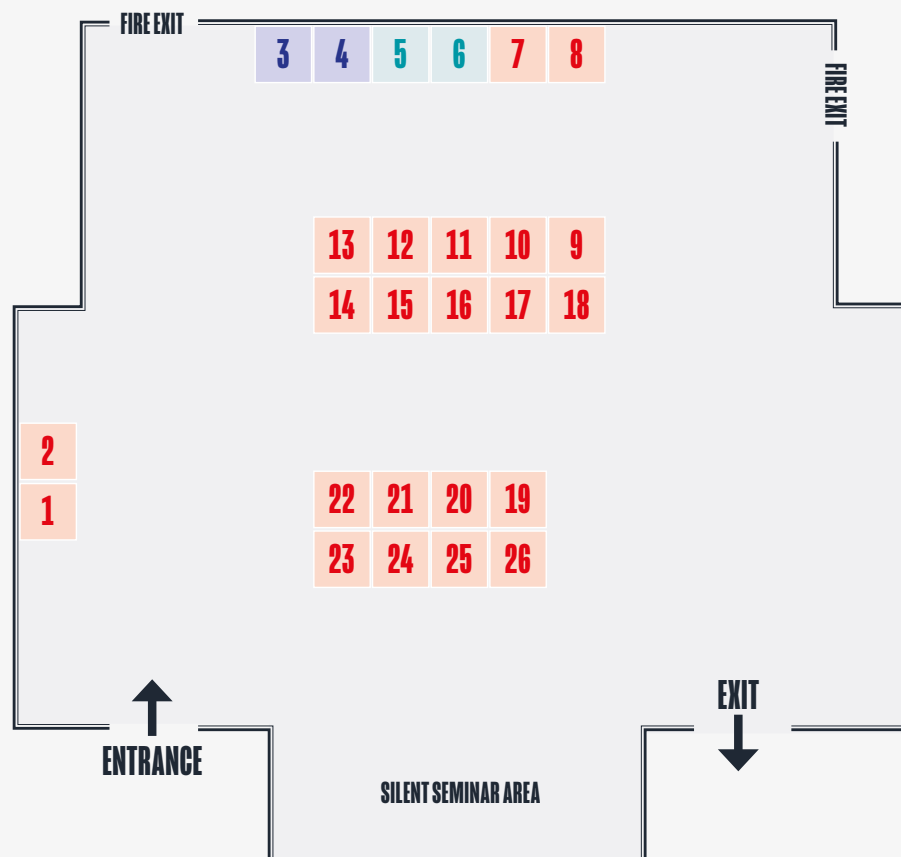 FIRE EXIT
3 4 5 6 7 8
FIRE EXIT
13 12 11 10 9
14 15 16 17 18
2
1
22 21 20 19
23 24 25 26
EXIT
ENTRANCE
SILENT SEMINAR AREA